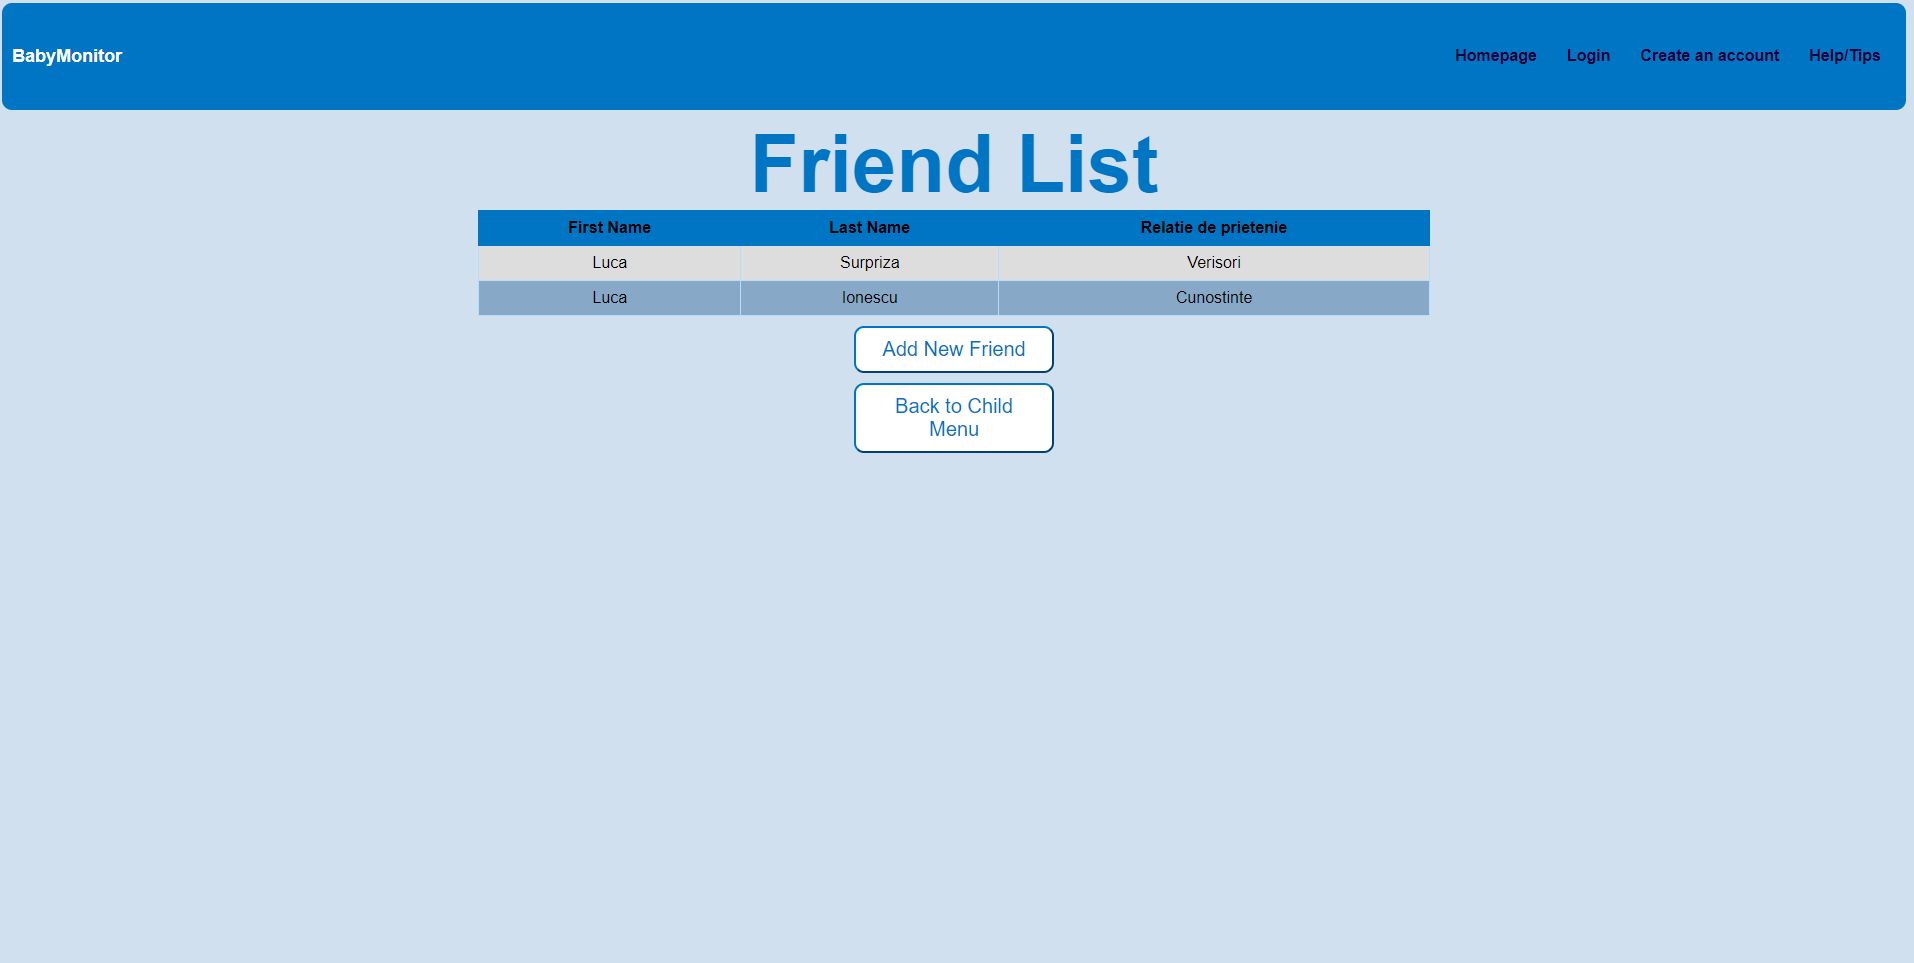 BabyMonitor Homepage Login Create an account Help/Tips
Friend List
First Name Last Name Relatie de prietenie
Luca Surpriza Verisori
Luca Ionescu Cunostinte
Add New Friend
Back to Child
Menu